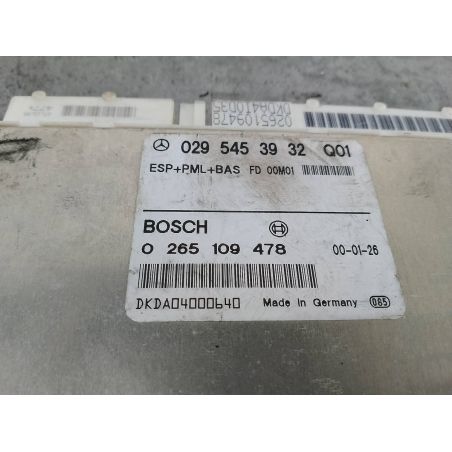 0265109478
DKDA410035
029 545 39 32 Q01
ESP+PML+BAS FD 00M01
BOSCH
0 265 109 478 00-01-26
DKDA04000640 Made in Germany 065